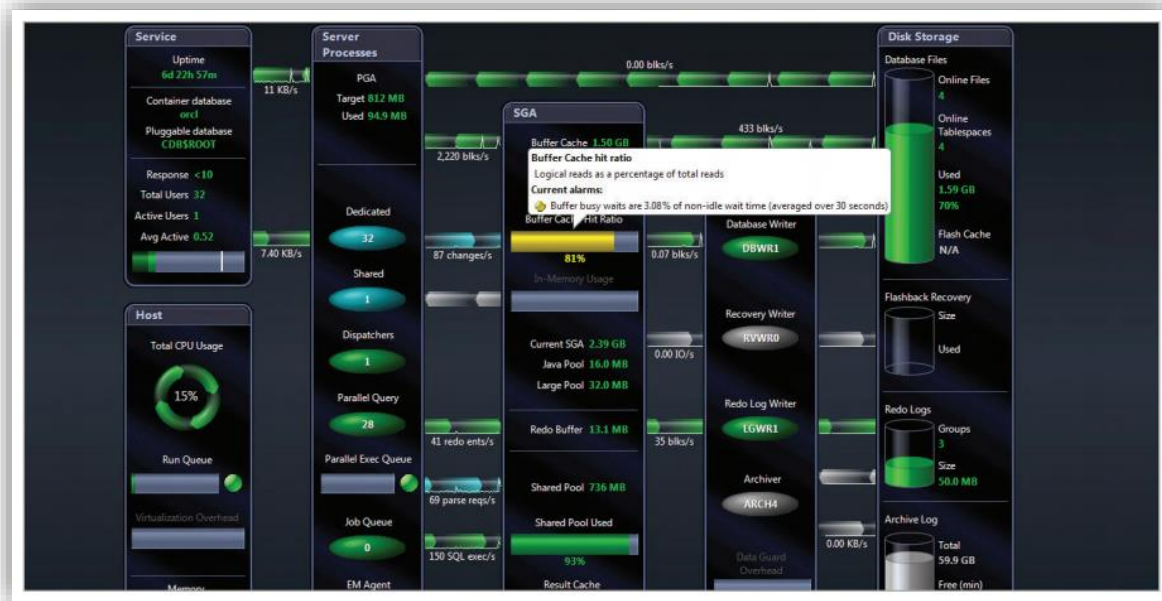 Service
Uptime
6d 22h 57m
Container database
orcl
Pluggable database
CDB$ROOT
Response <10
Total Users 32
Active Users 1
Avg Active 0.52
Host
Total CPU Usage
15%
Run Queue
Virtualization Overhead
Memory
11 KB/s
7.40 KB/s
Server
Processes
PGA
Target 812 MB
Used 94.9 MB
Dedicated
32
Shared
1
Dispatchers
1
Parallel Query
28
Parallel Exec Queue
Job Queue
0
EM Agent
0.00 blks/s
2,220 blks/s
87 changes/s
41 redo ents/s
69 parse reqs/s
150 SQL exec/s
SGA
Buffer Cache 1.50 GB
Buffer Cache hit ratio
Logical reads as a percentage of total reads
Current alarms:
Buffer busy waits are 3.08% of non-idle wait time (averaged over 30 seconds)
Buffer Cache Hit Ratio
81%
In-Memory Usage
Current SGA 2.39 GB
Java Pool 16.0 MB
Large Pool 32.0 MB
Redo Buffer 13.1 MB
Shared Pool 736 MB
Shared Pool Used
93%
Result Cache
433 blks/s
0.07 blks/s
0.00 IO/s
35 blks/s
Database Writer
DBWR1
Recovery Writer
RVWR0
Redo Log Writer
LGWR1
Archiver
ARCH4
Data Guard
Overhead
0.00 KB/s
Disk Storage
Database Files
Online Files
4
Online
Tablespaces
4
Used
1.59 GB
70%
Flash Cache
N/A
Flashback Recovery
Size
Used
Redo Logs
Groups
3
Size
50.0 MB
Archive Log
Total
59.9 GB
Free (min)